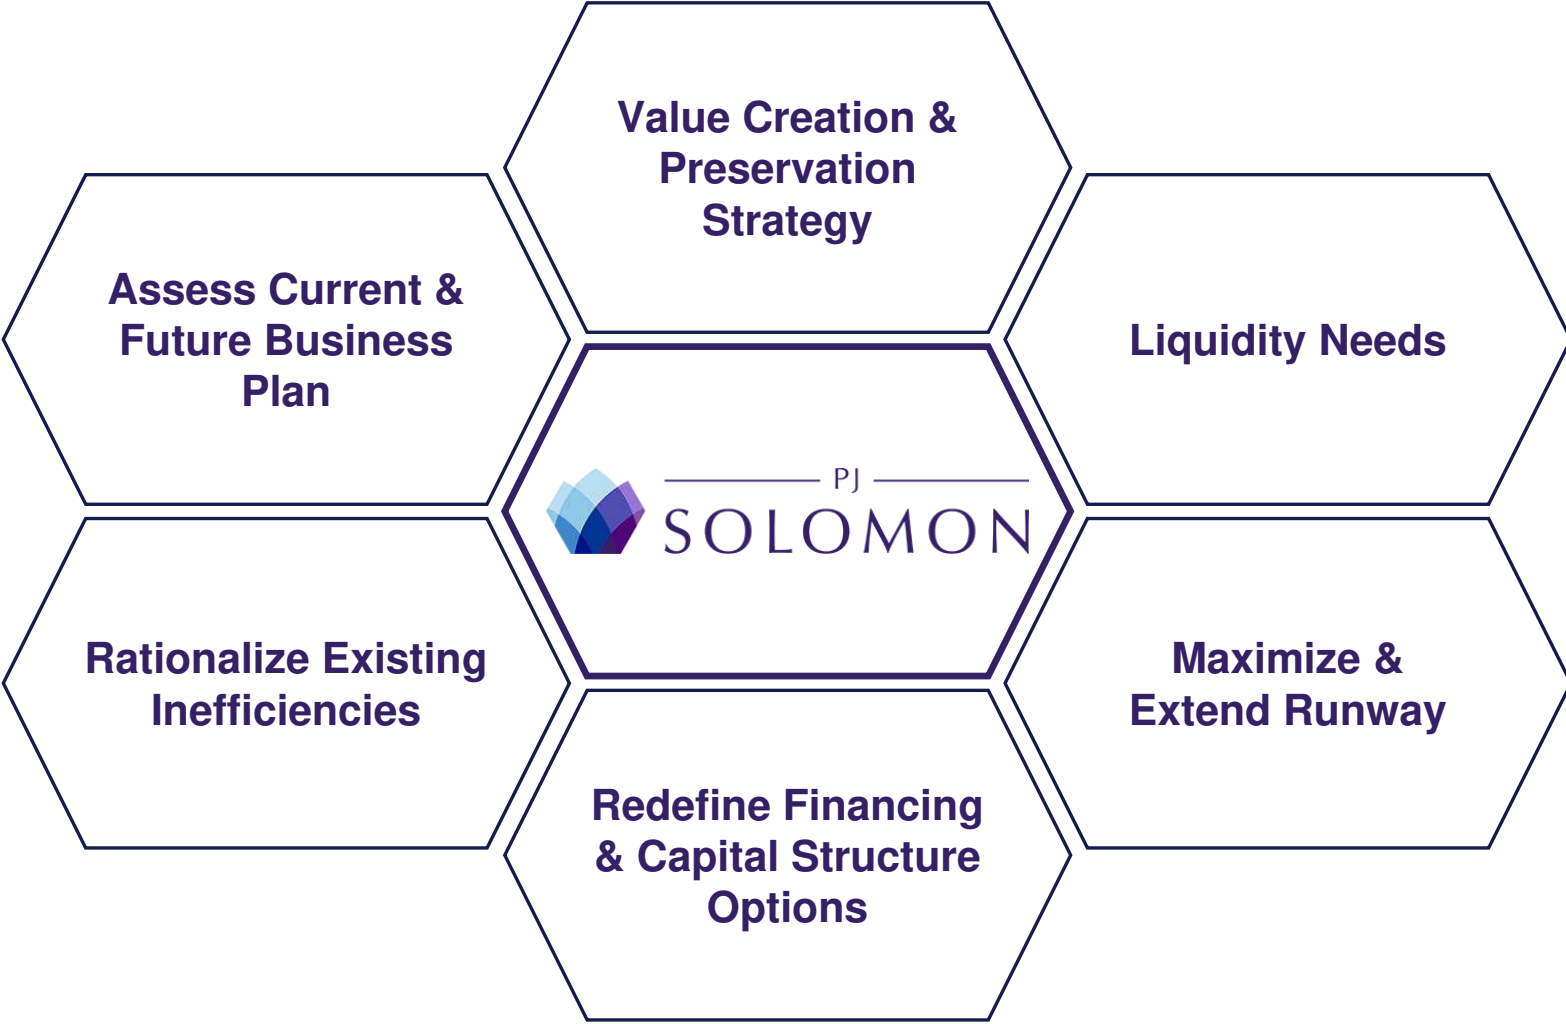 Value Creation &
Preservation
Strategy
Assess Current &
Future Business
Plan
Liquidity Needs
PJ
SOLOMON
Rationalize Existing
Inefficiencies
Maximize &
Extend Runway
Redefine Financing
& Capital Structure
Options